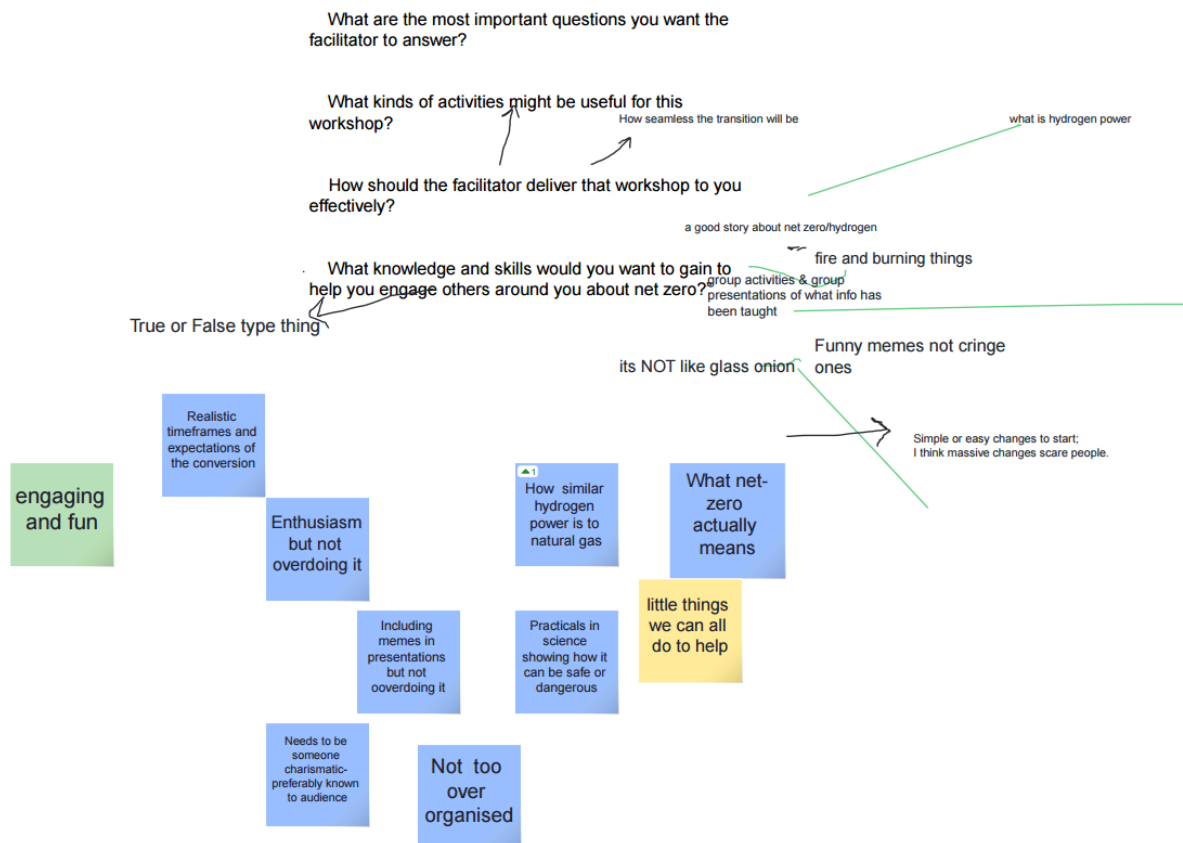 What are the most important questions you want the
facilitator to answer?
What kinds of activities might be useful for this
workshop?
How seamless the transition will be
what is hydrogen power
How should the facilitator deliver that workshop to you
effectively?
a good story about net zero/hydrogen
fire and burning things
What knowledge and skills would you want to gain to
help you engage others around you about net zero?
group activities & group
presentations of what info has
been taught
True or False type thing
its NOT like glass onion
Funny memes not cringe
ones
Simple or easy changes to start;
I think massive changes scare people.
Realistic
timeframes and
expectations of
the conversion
engaging
and fun
Enthusiasm
but not
overdoing it
1
How similar
hydrogen
power is to
natural gas
What net-
zero
actually
means
little things
we can all
do to help
Including
memes in
presentations
but not
ooverdoing it
Practicals in
science
showing how it
can be safe or
dangerous
Needs to be
someone
charismatic-
preferably known
to audience
Not too
over
organised